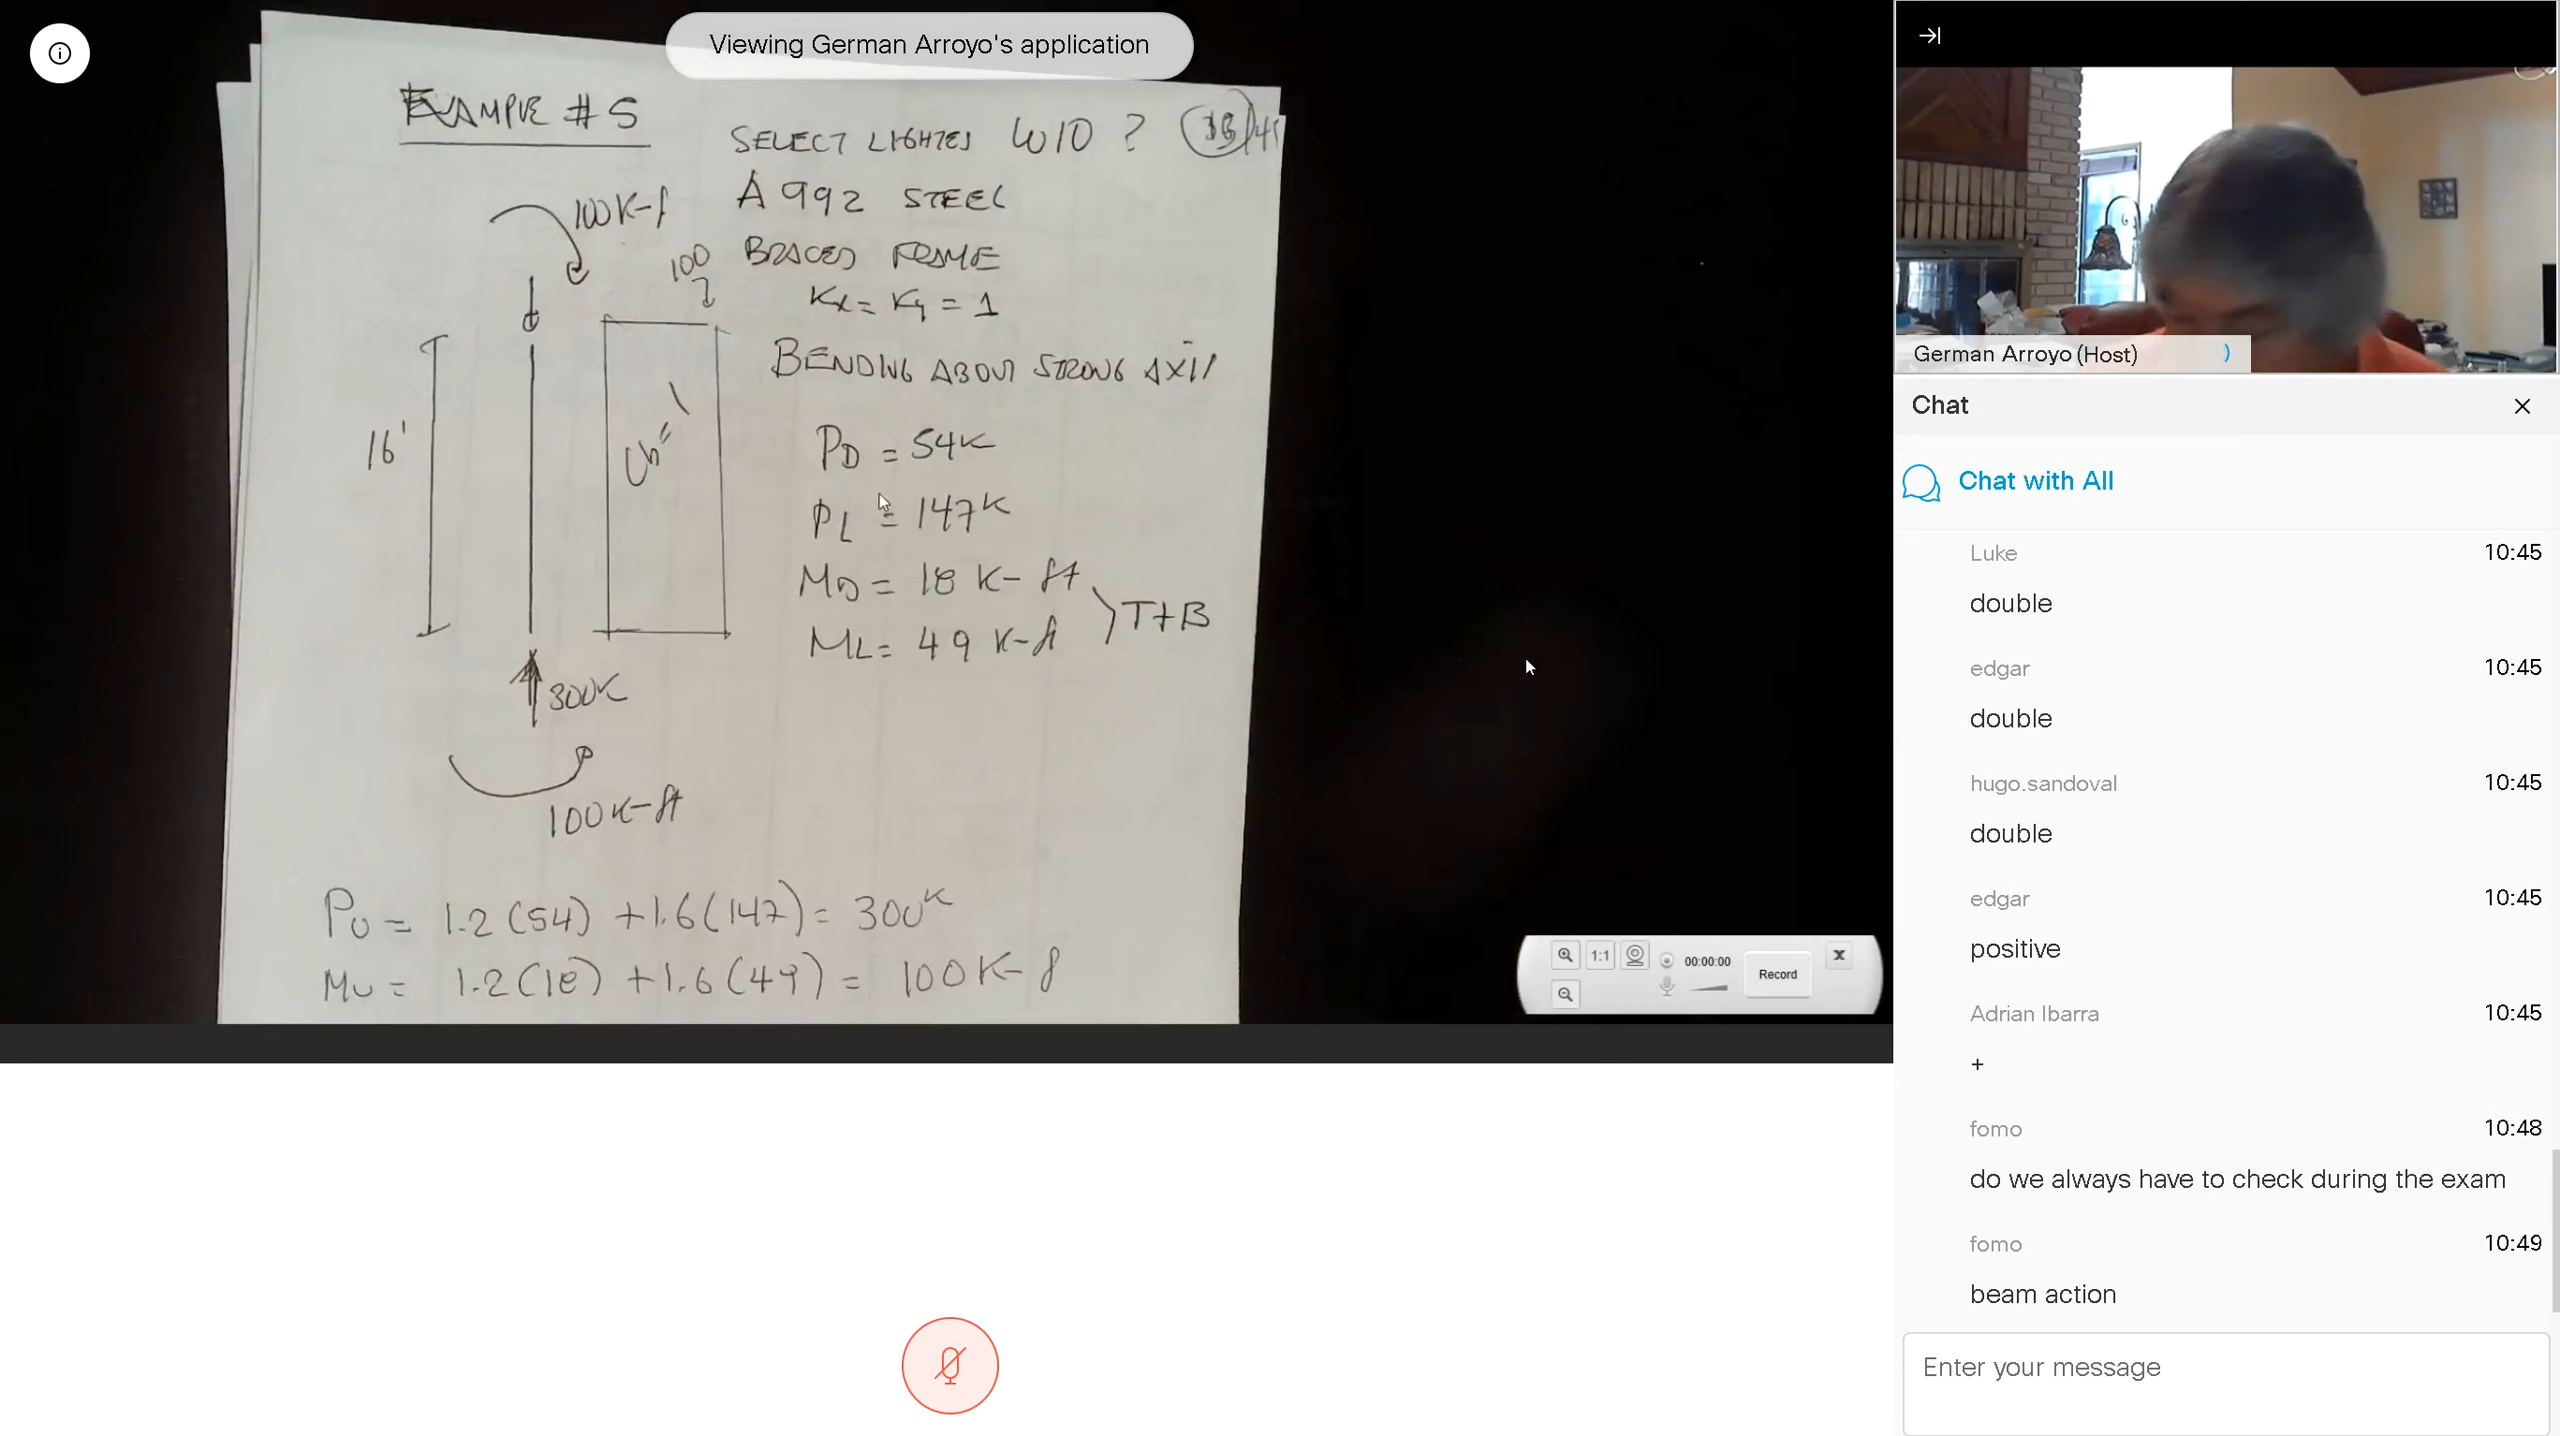 Viewing German Arroyo's application
EXAMPLE #5
SELECT LIGHTES W10 ?
A992 STEEL
100K-f
BRACED FRAME
100
Kx = Ky = 1
BENDING ABOUT STRONG AXIS
16'
Cb = 1
PD = 54K
PL = 147K
MD = 18 K-ft
ML = 49 K-ft
T+B
300K
100K-ft
PU = 1.2(54) +1.6(147)= 300K
MU = 1.2(18) +1.6(49) = 100K-f
1:1
00:00:00
Record
X
German Arroyo (Host)
Chat
Chat with All
Luke 10:45
double
edgar 10:45
double
hugo.sandoval 10:45
double
edgar 10:45
positive
Adrian Ibarra 10:45
+
fomo 10:48
do we always have to check during the exam
fomo 10:49
beam action
Enter your message